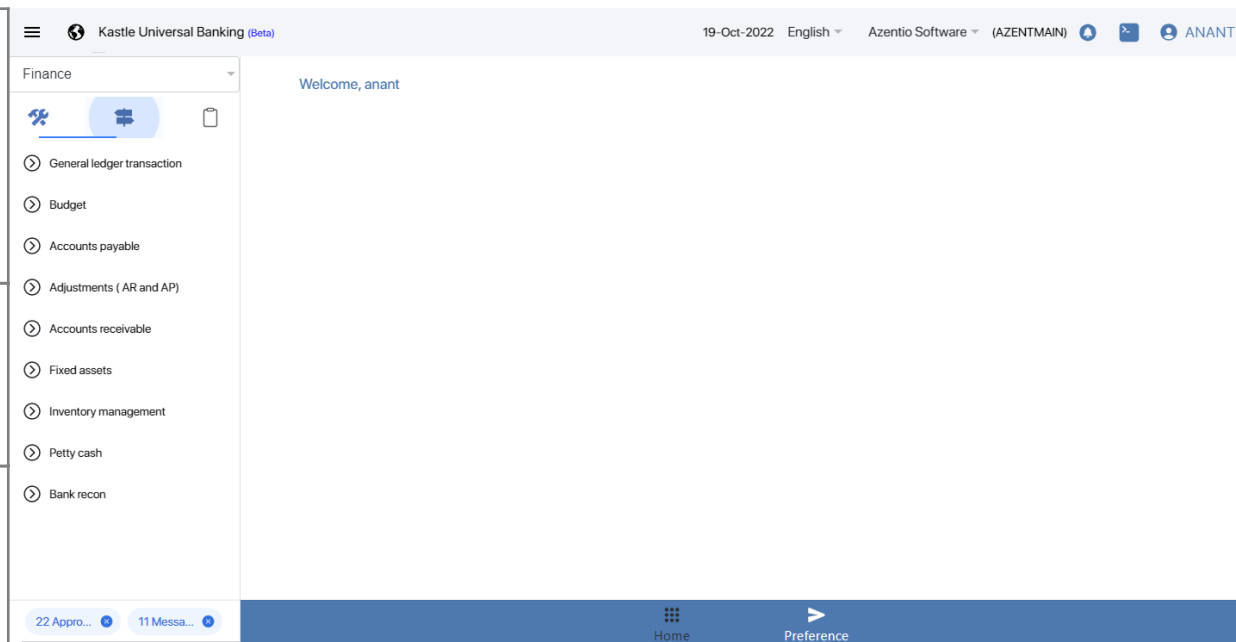 Kastle Universal Banking (Beta)
19-Oct-2022 English Azentio Software (AZENTMAIN) ANANT
Finance
Welcome, anant
General ledger transaction
Budget
Accounts payable
Adjustments ( AR and AP)
Accounts receivable
Fixed assets
Inventory management
Petty cash
Bank recon
22 Appro... 11 Messa...
Home Preference